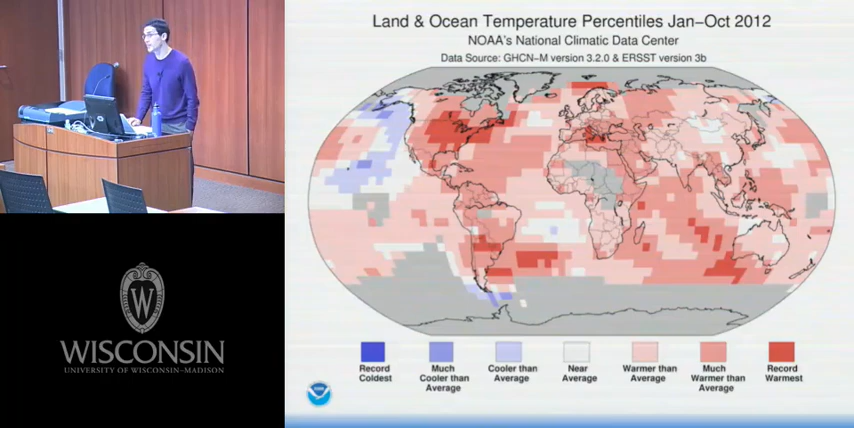 Land & Ocean Temperature Percentiles Jan–Oct 2012
NOAA's National Climatic Data Center
Data Source: GHCN–M version 3.2.0 & ERSST version 3b
W
WISCONSIN
UNIVERSITY OF WISCONSIN–MADISON
Record
Coldest
Much
Cooler than
Average
Cooler than
Average
Near
Average
Warmer than
Average
Much
Warmer than
Average
Record
Warmest